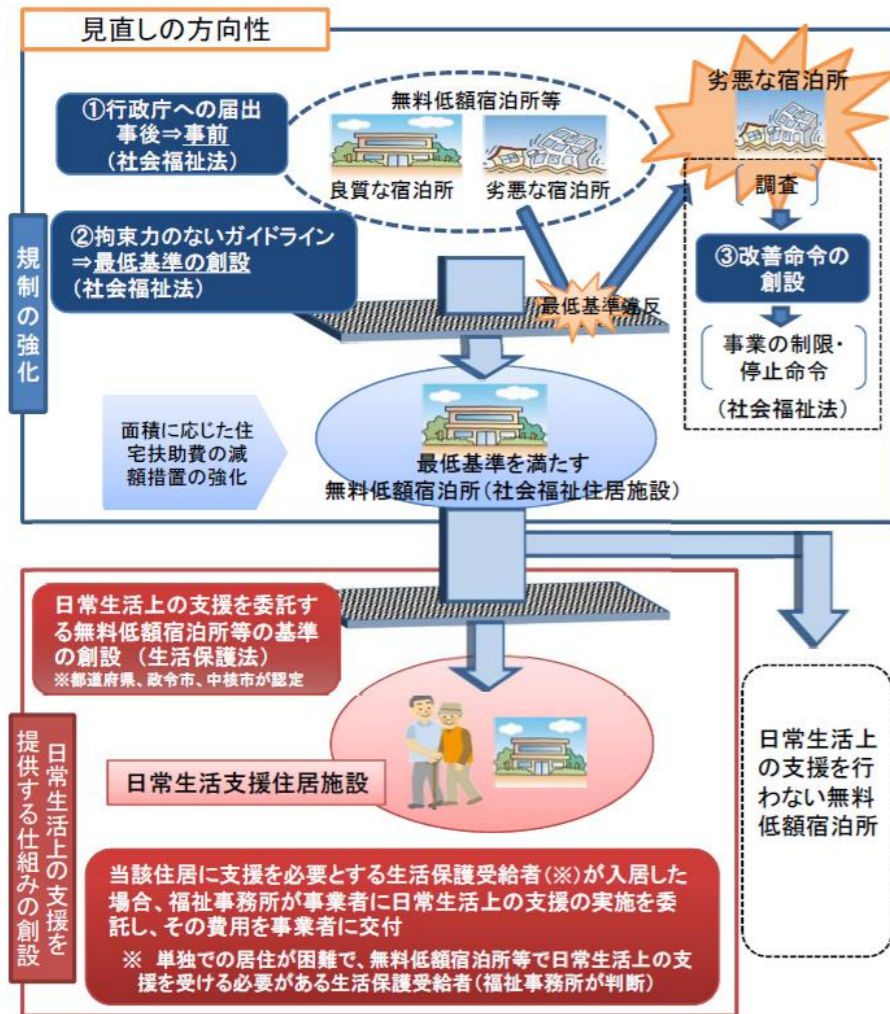 見直しの方向性
規制の強化
①行政庁への届出
事後⇒事前
(社会福祉法)
②拘束力のないガイドライン
⇒最低基準の創設
(社会福祉法)
無料低額宿泊所等
良質な宿泊所
劣悪な宿泊所
最低基準違反
劣悪な宿泊所
調査
③改善命令の
創設
事業の制限・
停止命令
(社会福祉法)
面積に応じた住
宅扶助費の減
額措置の強化
最低基準を満たす
無料低額宿泊所(社会福祉住居施設)
日常生活上の支援を
提供する仕組みの創設
日常生活上の支援を委託す
る無料低額宿泊所等の基準
の創設 (生活保護法)
※都道府県、政令市、中核市が認定
日常生活支援住居施設
当該住居に支援を必要とする生活保護受給者(※)が入居した
場合、福祉事務所が事業者に日常生活上の支援の実施を委
託し、その費用を事業者に交付
※ 単独での居住が困難で、無料低額宿泊所等で日常生活上の支
援を受ける必要がある生活保護受給者(福祉事務所が判断)
日常生活上
の支援を行
わない無料
低額宿泊所